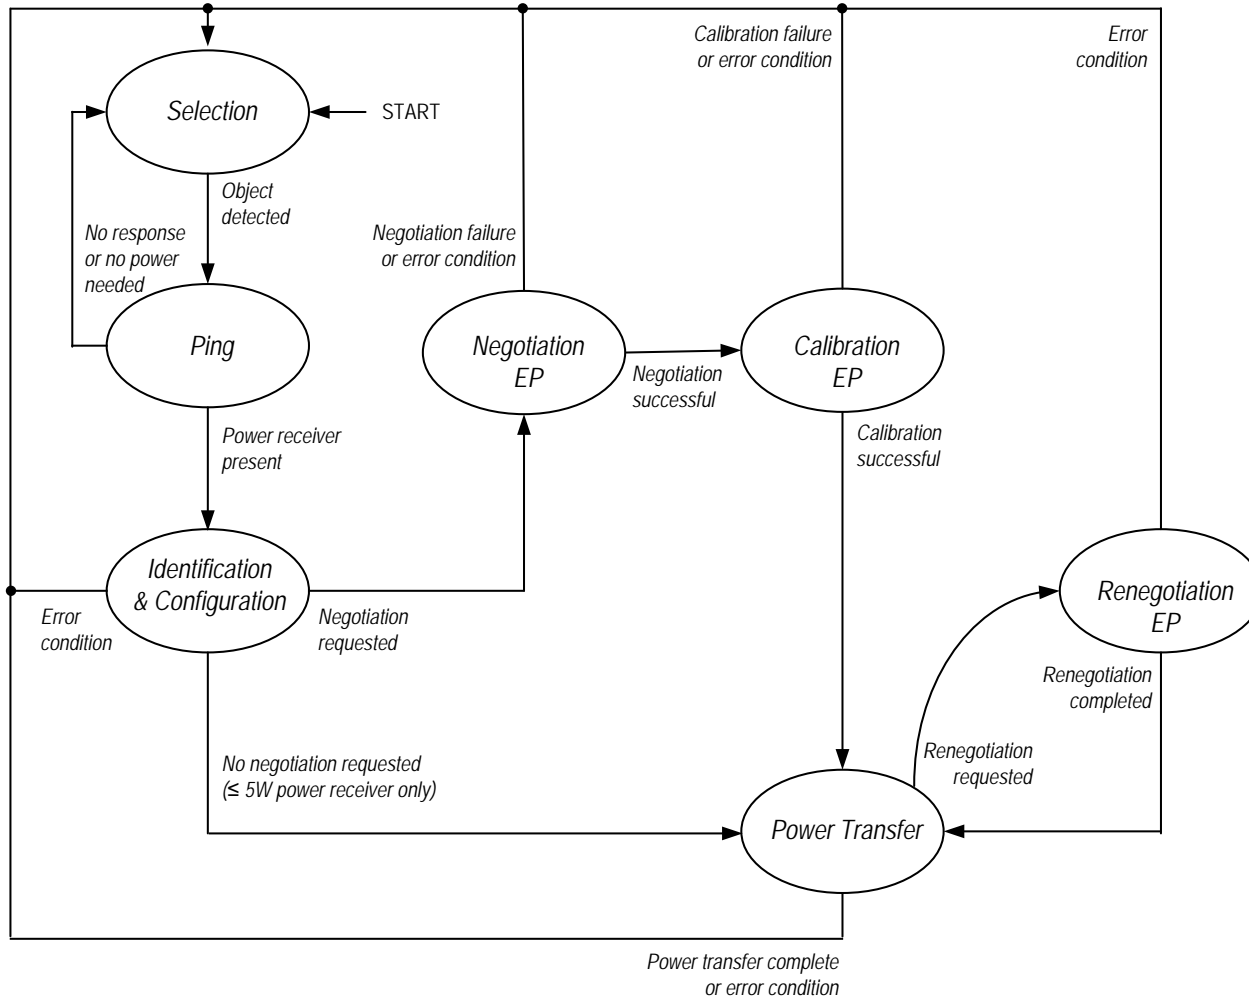 Calibration failure
or error condition
Error
condition
Selection
START
Object
detected
No response
or no power
needed
Negotiation failure
or error condition
Ping
Negotiation
EP
Negotiation
successful
Calibration
EP
Power receiver
present
Calibration
successful
Identification
& Configuration
Error
condition
Negotiation
requested
Renegotiation
EP
Renegotiation
completed
No negotiation requested
(≤ 5W power receiver only)
Renegotiation
requested
Power Transfer
Power transfer complete
or error condition